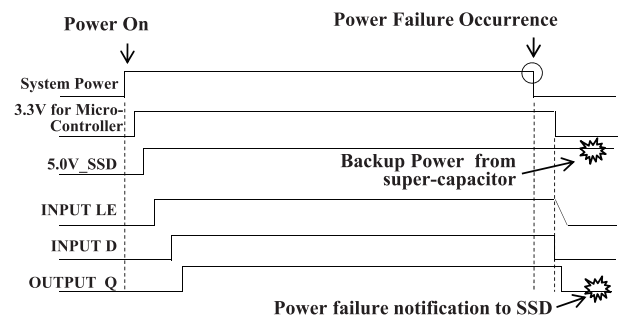 Power On
Power Failure Occurrence
System Power
3.3V for Micro-
Controller
5.0V_SSD
Backup Power from
super-capacitor
INPUT LE
INPUT D
OUTPUT Q
Power failure notification to SSD